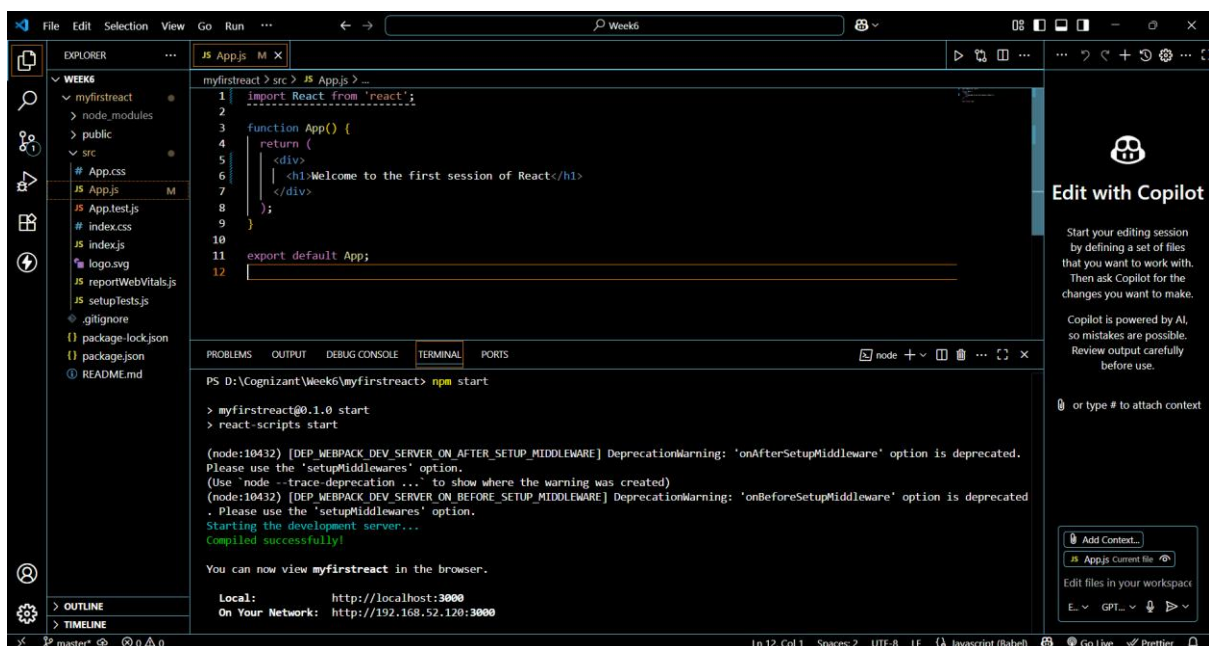 File Edit Selection View Go Run ··· Week6
EXPLORER ···
WEEK6
myfirstreact
node_modules
public
src
# App.css
JS App.js M
JS App.test.js
# index.css
JS index.js
logo.svg
JS reportWebVitals.js
JS setupTests.js
.gitignore
{} package-lock.json
{} package.json
README.md
OUTLINE
TIMELINE
JS App.js M
myfirstreact > src > JS App.js > ...
1 import React from 'react';
2
3 function App() {
4 return (
5 <div>
6 <h1>Welcome to the first session of React</h1>
7 </div>
8 );
9 }
10
11 export default App;
12
PROBLEMS OUTPUT DEBUG CONSOLE TERMINAL PORTS node
PS D:\Cognizant\Week6\myfirstreact> npm start
> myfirstreact@0.1.0 start
> react-scripts start
(node:10432) [DEP_WEBPACK_DEV_SERVER_ON_AFTER_SETUP_MIDDLEWARE] DeprecationWarning: 'onAfterSetupMiddleware' option is deprecated.
Please use the 'setupMiddlewares' option.
(Use `node --trace-deprecation ...` to show where the warning was created)
(node:10432) [DEP_WEBPACK_DEV_SERVER_ON_BEFORE_SETUP_MIDDLEWARE] DeprecationWarning: 'onBeforeSetupMiddleware' option is deprecated
. Please use the 'setupMiddlewares' option.
Starting the development server...
Compiled successfully!
You can now view myfirstreact in the browser.
Local: http://localhost:3000
On Your Network: http://192.168.52.120:3000
Edit with Copilot
Start your editing session
by defining a set of files
that you want to work with.
Then ask Copilot for the
changes you want to make.
Copilot is powered by AI,
so mistakes are possible.
Review output carefully
before use.
or type # to attach context
Add Context...
JS App.js Current file
Edit files in your workspace
E... GPT...
master* 0 0 Ln 12, Col 1 Spaces: 2 UTF-8 LF {} Javascript (Babel) Go Live Prettier